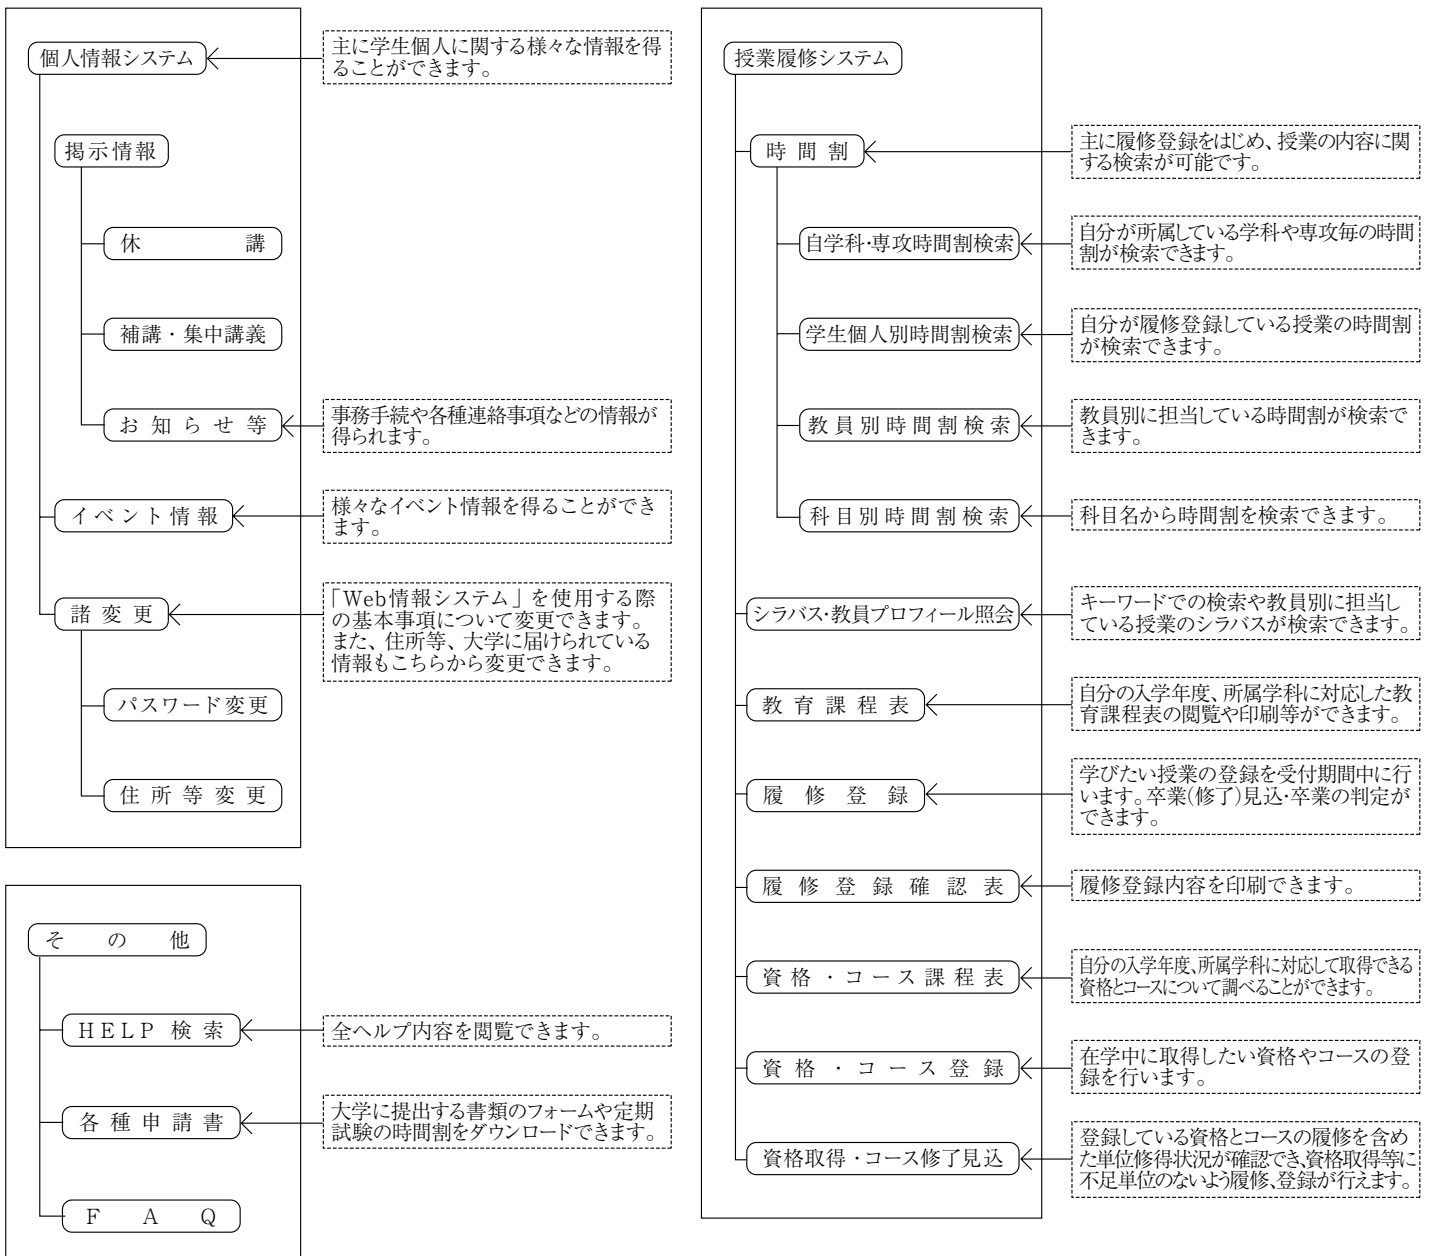 個人情報システム
主に学生個人に関する様々な情報を得
ることができます。
掲示情報
休講
補講・集中講義
お知らせ等
事務手続や各種連絡事項などの情報が
得られます。
イベント情報
様々なイベント情報を得ることができ
ます。
諸変更
「Web情報システム」を使用する際
の基本事項について変更できます。
また、住所等、大学に届けられている
情報もこちらから変更できます。
パスワード変更
住所等変更
その他
HELP検索
全ヘルプ内容を閲覧できます。
各種申請書
大学に提出する書類のフォームや定期
試験の時間割をダウンロードできます。
FAQ
授業履修システム
時間割
主に履修登録をはじめ、授業の内容に関
する検索が可能です。
自学科・専攻時間割検索
自分が所属している学科や専攻毎の時間
割が検索できます。
学生個人別時間割検索
自分が履修登録している授業の時間割
が検索できます。
教員別時間割検索
教員別に担当している時間割が検索で
きます。
科目別時間割検索
科目名から時間割を検索できます。
シラバス・教員プロフィール照会
キーワードでの検索や教員別に担当し
ている授業のシラバスが検索できます。
教育課程表
自分の入学年度、所属学科に対応した教
育課程表の閲覧や印刷等ができます。
履修登録
学びたい授業の登録を受付期間中に行
います。卒業(修了)見込・卒業の判定が
できます。
履修登録確認表
履修登録内容を印刷できます。
資格・コース課程表
自分の入学年度、所属学科に対応して取得できる
資格とコースについて調べることができます。
資格・コース登録
在学中に取得したい資格やコースの登
録を行います。
資格取得・コース修了見込
登録している資格とコースの履修を含め
た単位修得状況が確認でき、資格取得等に
不足単位のないよう履修、登録が行えます。